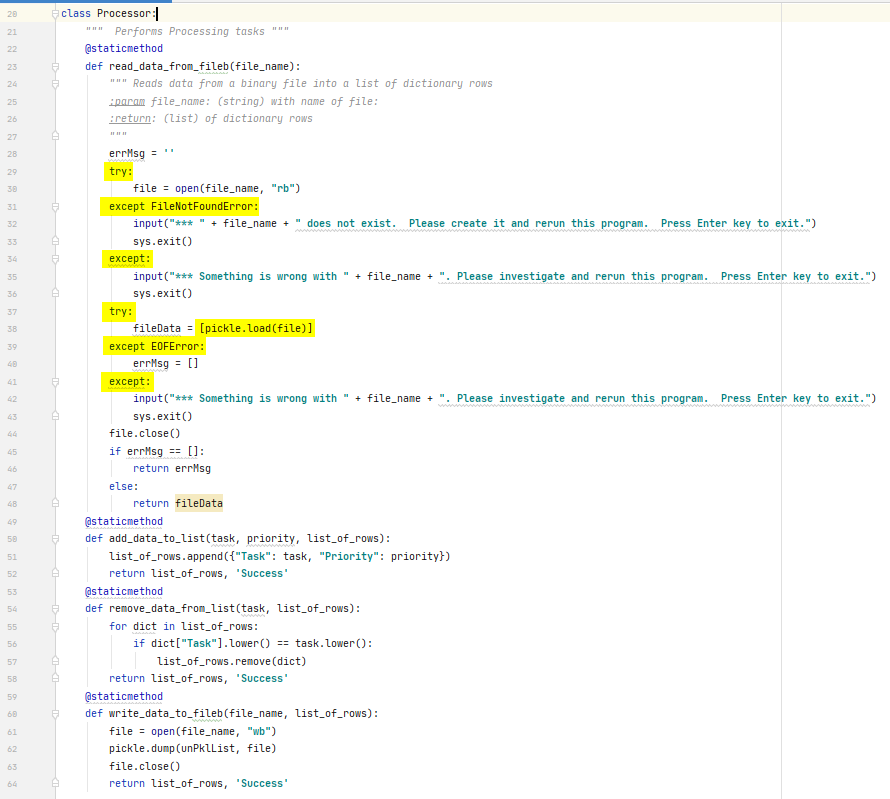 20 class Processor:
21     """  Performs Processing tasks """
22     @staticmethod
23     def read_data_from_fileb(file_name):
24         """ Reads data from a binary file into a list of dictionary rows
25         :param file_name: (string) with name of file:
26         :return: (list) of dictionary rows
27         """
28         errMsg = ''
29         try:
30             file = open(file_name, "rb")
31         except FileNotFoundError:
32             input("*** " + file_name + " does not exist.  Please create it and rerun this program.  Press Enter key to exit.")
33             sys.exit()
34         except:
35             input("*** Something is wrong with " + file_name + ". Please investigate and rerun this program.  Press Enter key to exit.")
36             sys.exit()
37         try:
38             fileData = [pickle.load(file)]
39         except EOFError:
40             errMsg = []
41         except:
42             input("*** Something is wrong with " + file_name + ". Please investigate and rerun this program.  Press Enter key to exit.")
43             sys.exit()
44         file.close()
45         if errMsg == []:
46             return errMsg
47         else:
48             return fileData
49     @staticmethod
50     def add_data_to_list(task, priority, list_of_rows):
51         list_of_rows.append({"Task": task, "Priority": priority})
52         return list_of_rows, 'Success'
53     @staticmethod
54     def remove_data_from_list(task, list_of_rows):
55         for dict in list_of_rows:
56             if dict["Task"].lower() == task.lower():
57                 list_of_rows.remove(dict)
58         return list_of_rows, 'Success'
59     @staticmethod
60     def write_data_to_fileb(file_name, list_of_rows):
61         file = open(file_name, "wb")
62         pickle.dump(unPklList, file)
63         file.close()
64         return list_of_rows, 'Success'